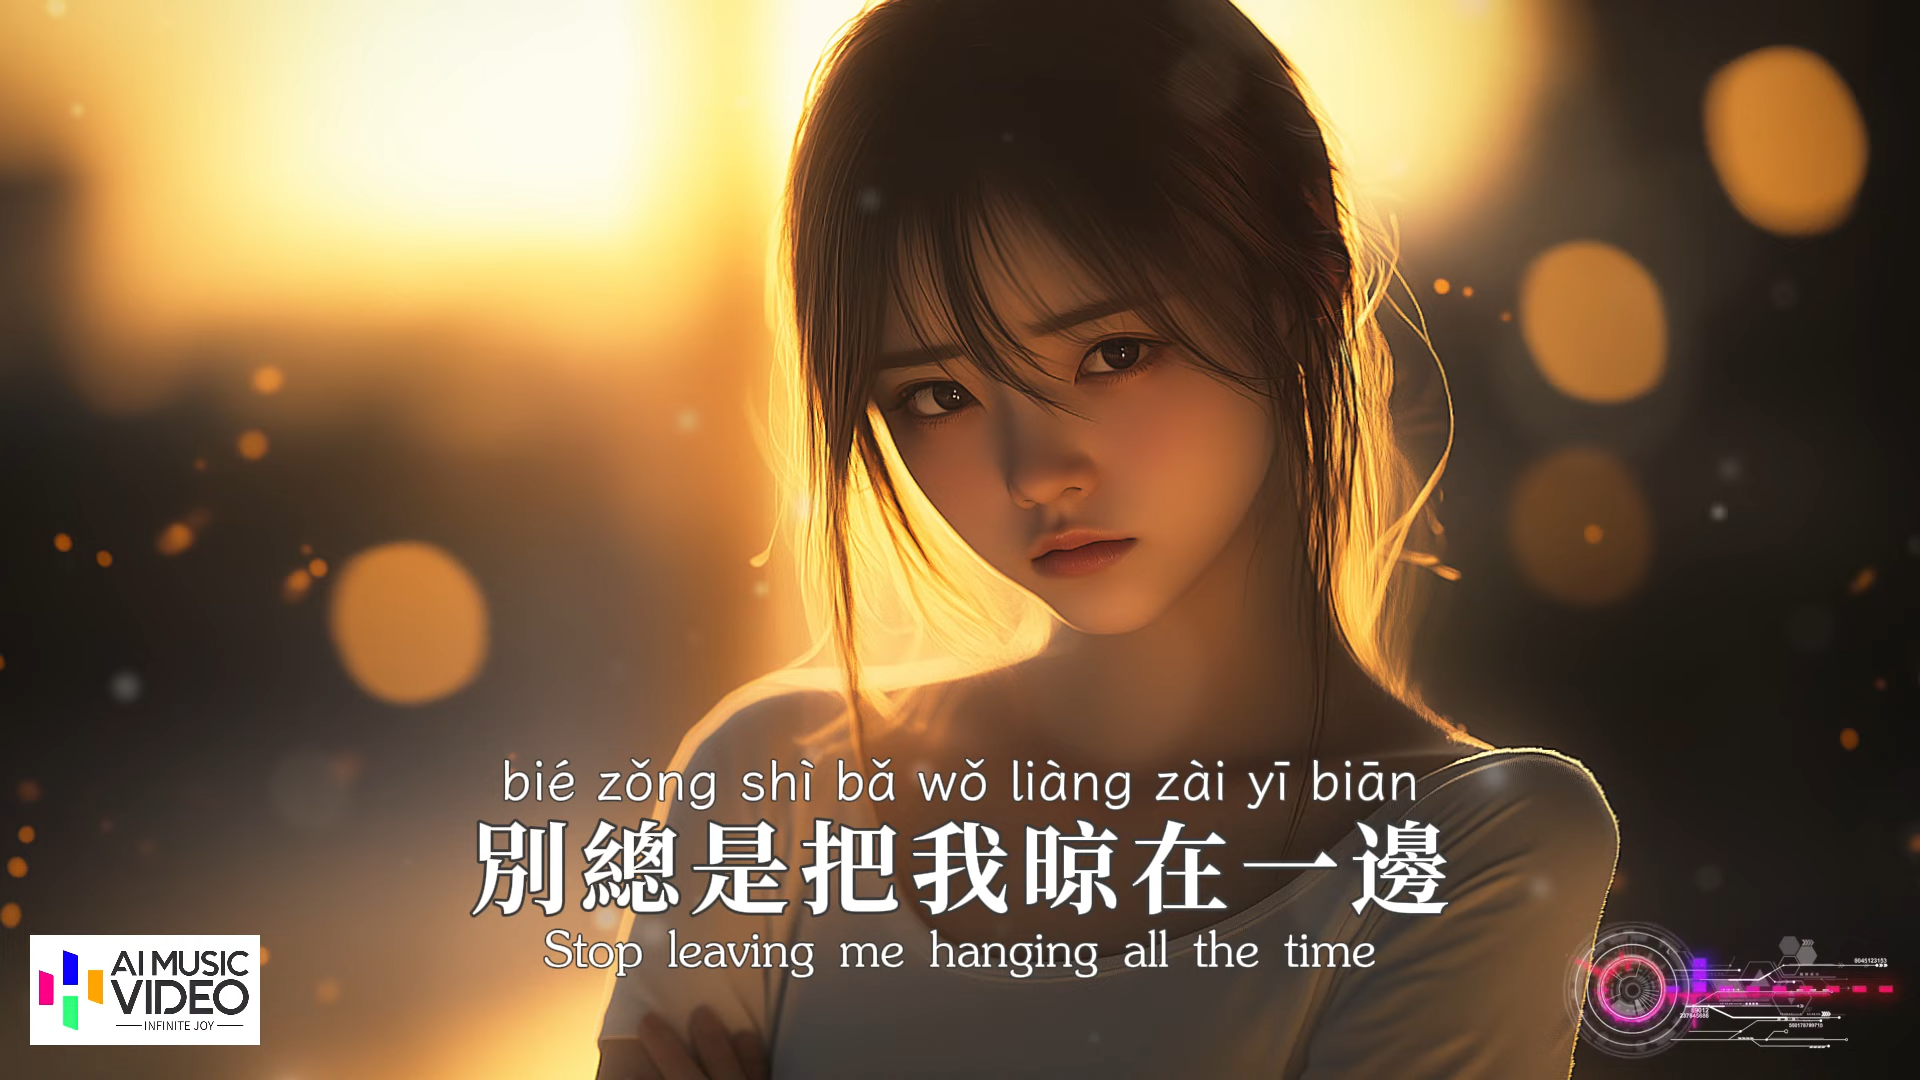 bié zǒng shì bǎ wǒ liàng zài yī biān
別總是把我晾在一邊
Stop leaving me hanging all the time
AI MUSIC
VIDEO
INFINITE JOY
9045123153